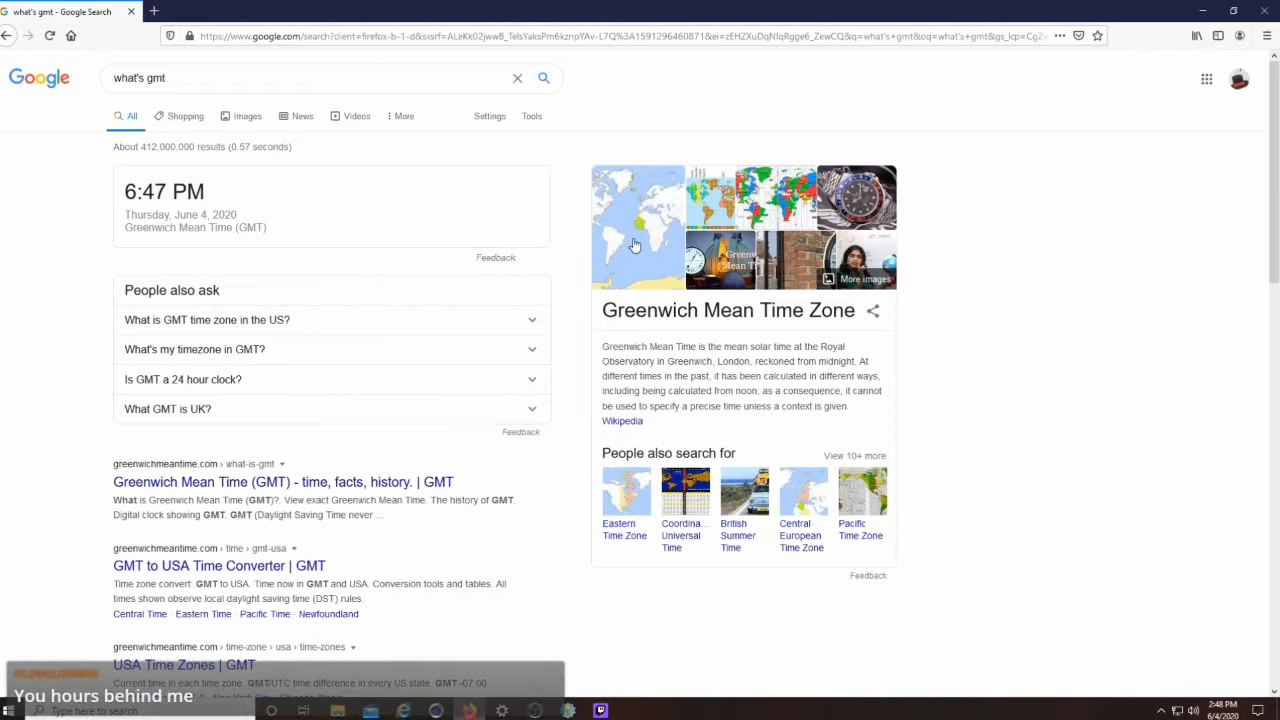 what's gmt - Google Search
https://www.google.com/search?client=firefox-b-1-d&sxsrf=
Google
what's gmt
All
Shopping
Images
News
Videos
More
Settings
Tools
About 412,000,000 results (0.57 seconds)
6:47 PM
Thursday, June 4, 2020
Greenwich Mean Time (GMT)
Feedback
People also ask
What is GMT time zone in the US?
What's my timezone in GMT?
Is GMT a 24 hour clock?
What GMT is UK?
Feedback
greenwichmeantime.com › what-is-gmt
Greenwich Mean Time (GMT) - time, facts, history. | GMT
What is Greenwich Mean Time (GMT)?. View exact Greenwich Mean Time. The history of GMT.
Digital clock showing GMT. GMT (Daylight Saving Time never ...
greenwichmeantime.com › time › gmt-usa
GMT to USA Time Converter | GMT
Time zone convert: GMT to USA. Time now in GMT and USA. Conversion tools and tables. All
times shown observe local daylight saving time (DST) rules.
Central Time · Eastern Time · Pacific Time · Newfoundland
greenwichmeantime.com › time-zone › usa › time-zones
USA Time Zones | GMT
Current time in each time zone. GMT/UTC time difference in every US state. GMT -07:00
More images
Greenwich Mean Time Zone
Greenwich Mean Time is the mean solar time at the Royal
Observatory in Greenwich, London, reckoned from midnight. At
different times in the past, it has been calculated in different ways,
including being calculated from noon; as a consequence, it cannot
be used to specify a precise time unless a context is given.
Wikipedia
People also search for
View 10+ more
Eastern Time Zone
Coordina... Universal Time
British Summer Time
Central European Time Zone
Pacific Time Zone
Feedback
You hours behind me
Type here to search
2:48 PM
6/4/2020